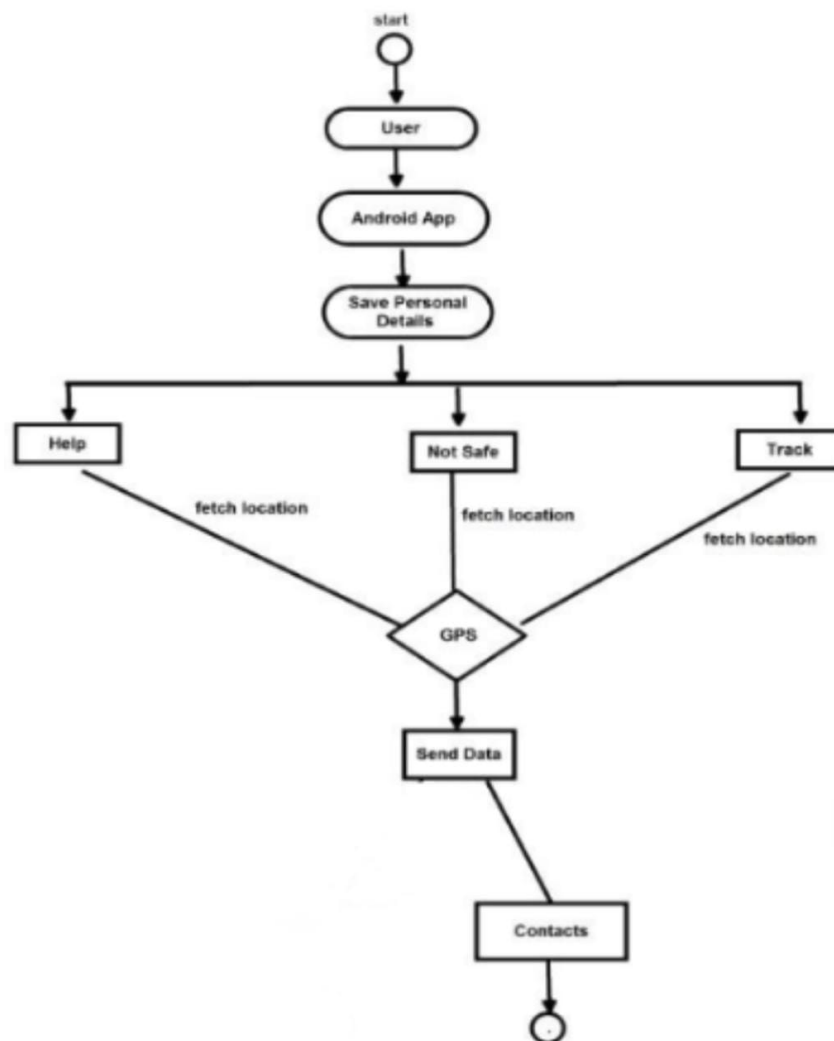 start
User
Android App
Save Personal
Details
Help
Not Safe
Track
fetch location
fetch location
fetch location
GPS
Send Data
Contacts